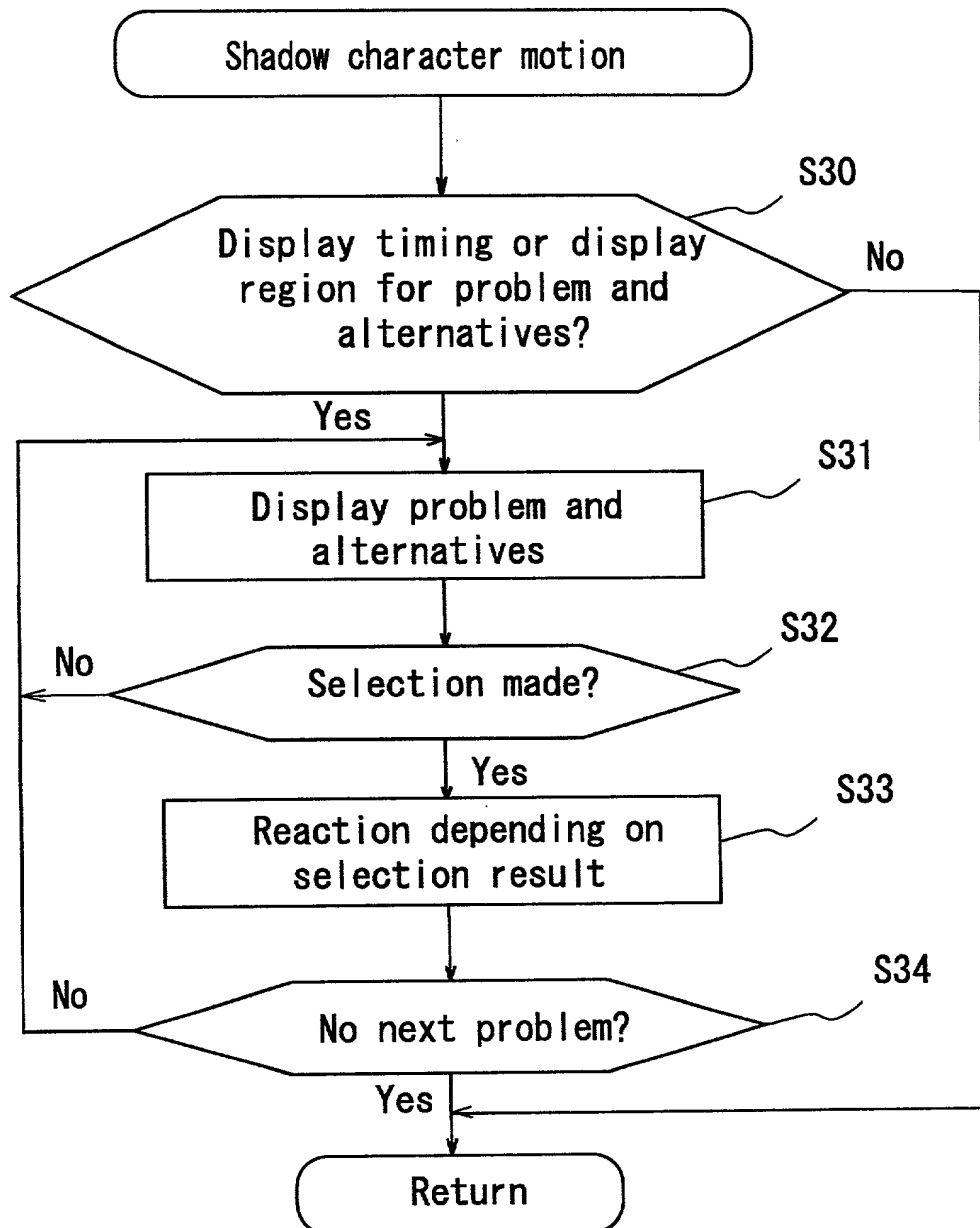 Shadow character motion
S30
Display timing or display
region for problem and
alternatives?
No
Yes
S31
Display problem and
alternatives
S32
No
Selection made?
Yes
S33
Reaction depending on
selection result
S34
No
No next problem?
Yes
Return